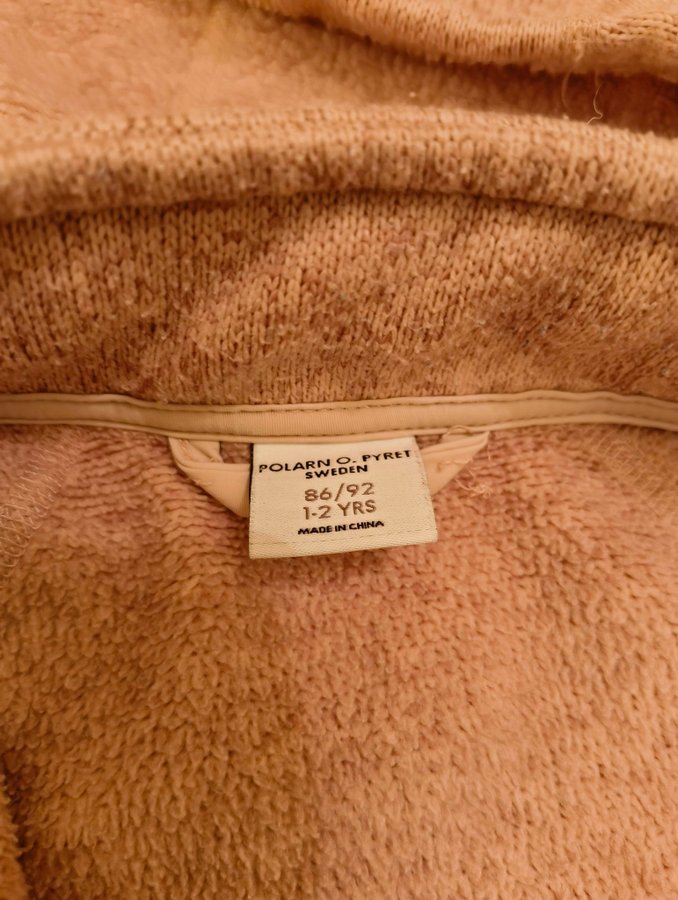 POLARN O. PYRET
SWEDEN
86/92
1-2 YRS
MADE IN CHINA